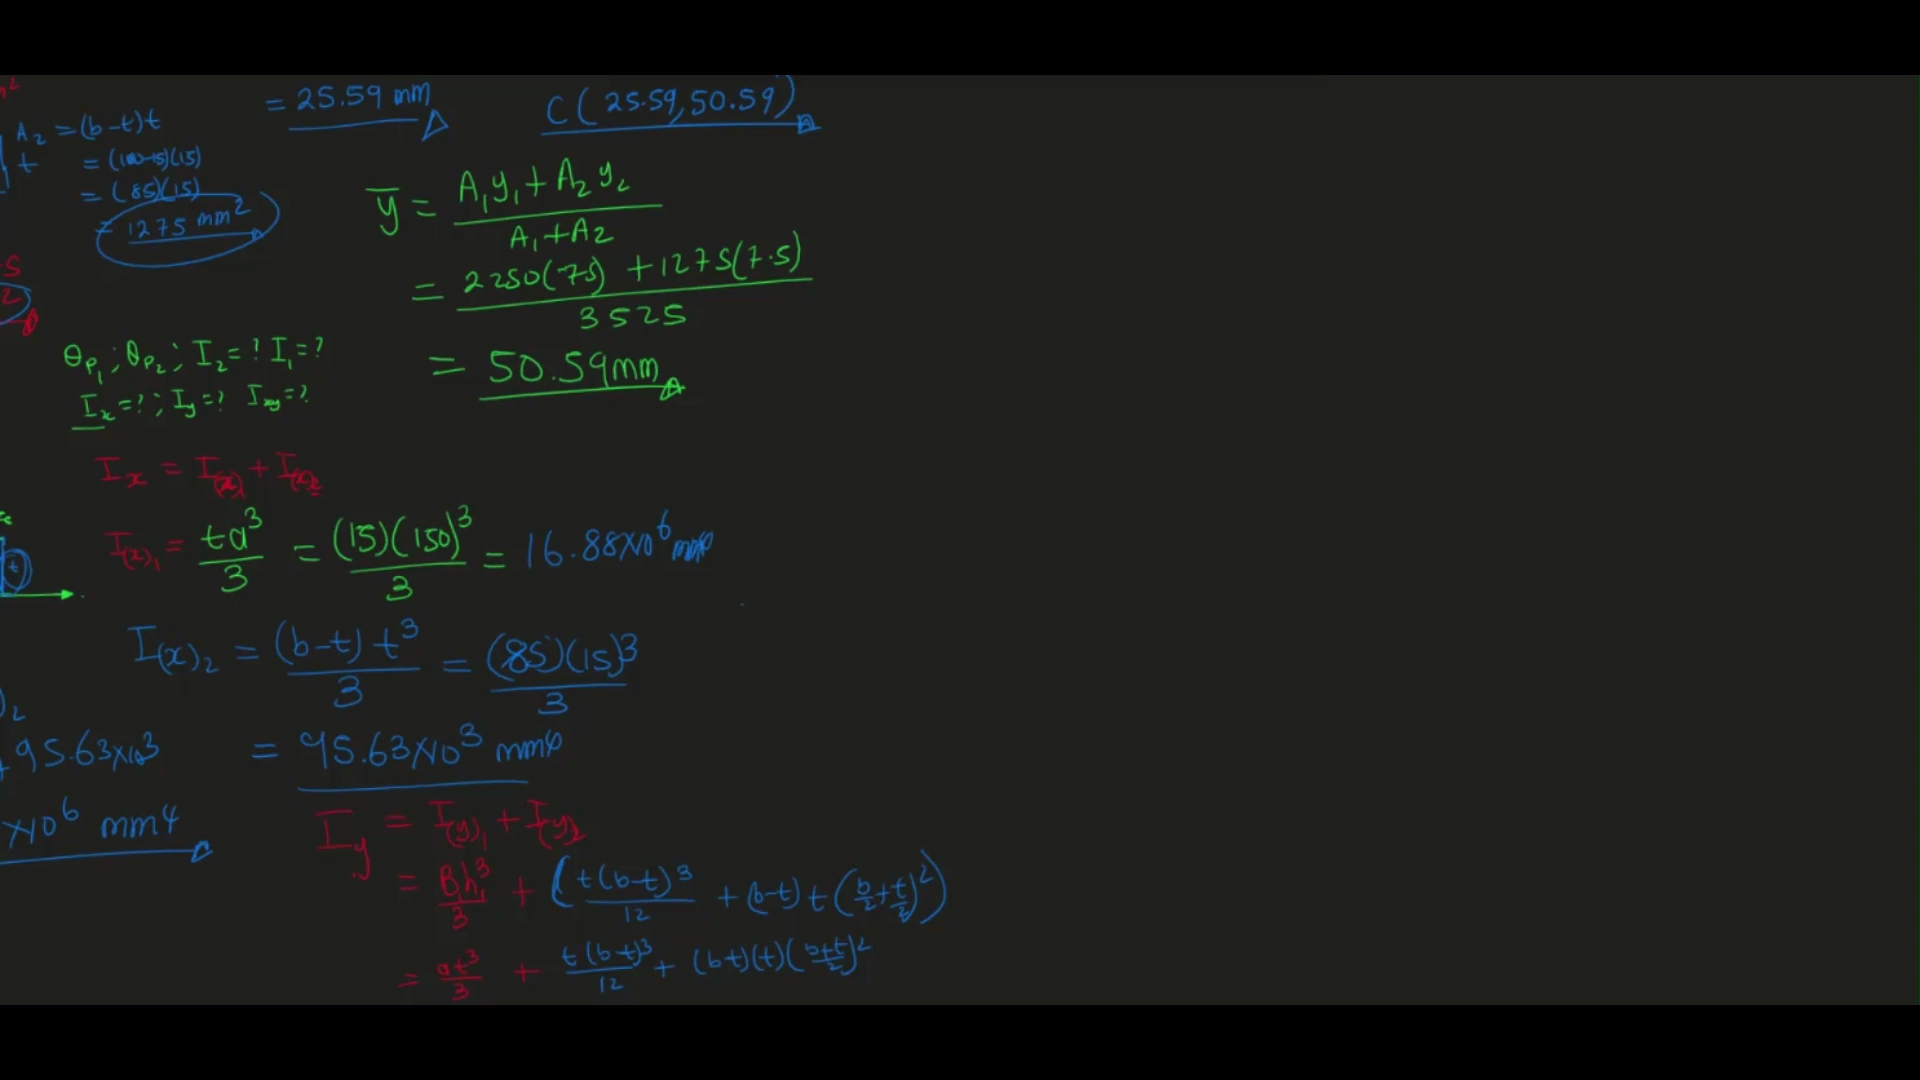 = 25.59 mm
C(25.59,50.59)
A₂ = (b-t)t
t = (100-15)(15)
= (85)(15)
= 1275 mm²
ȳ = (A₁y₁+A₂y₂)/(A₁+A₂)
= (2250(75) + 1275(7.5))/3525
= 50.59mm
θp₁; θp₂; I₂=? I₁=?
Ix=?; Iy=? Ixy=?
Ix = I(x)₁ + I(x)₂
I(x)₁ = ta³/3 = (15)(150)³/3 = 16.88x10⁶ mm⁴
I(x)₂ = (b-t)t³/3 = (85)(15)³/3
95.63x10³ = 95.63x10³ mm4
x10⁶ mm4
Iy = I(y)₁ + I(y)₂
= B₁h₁³/3 + (t(b-t)³/12 + (b-t)t(b/2+t/2)²)
= at³/3 + t(b-t)³/12 + (b-t)(t)((b+t)/2)²